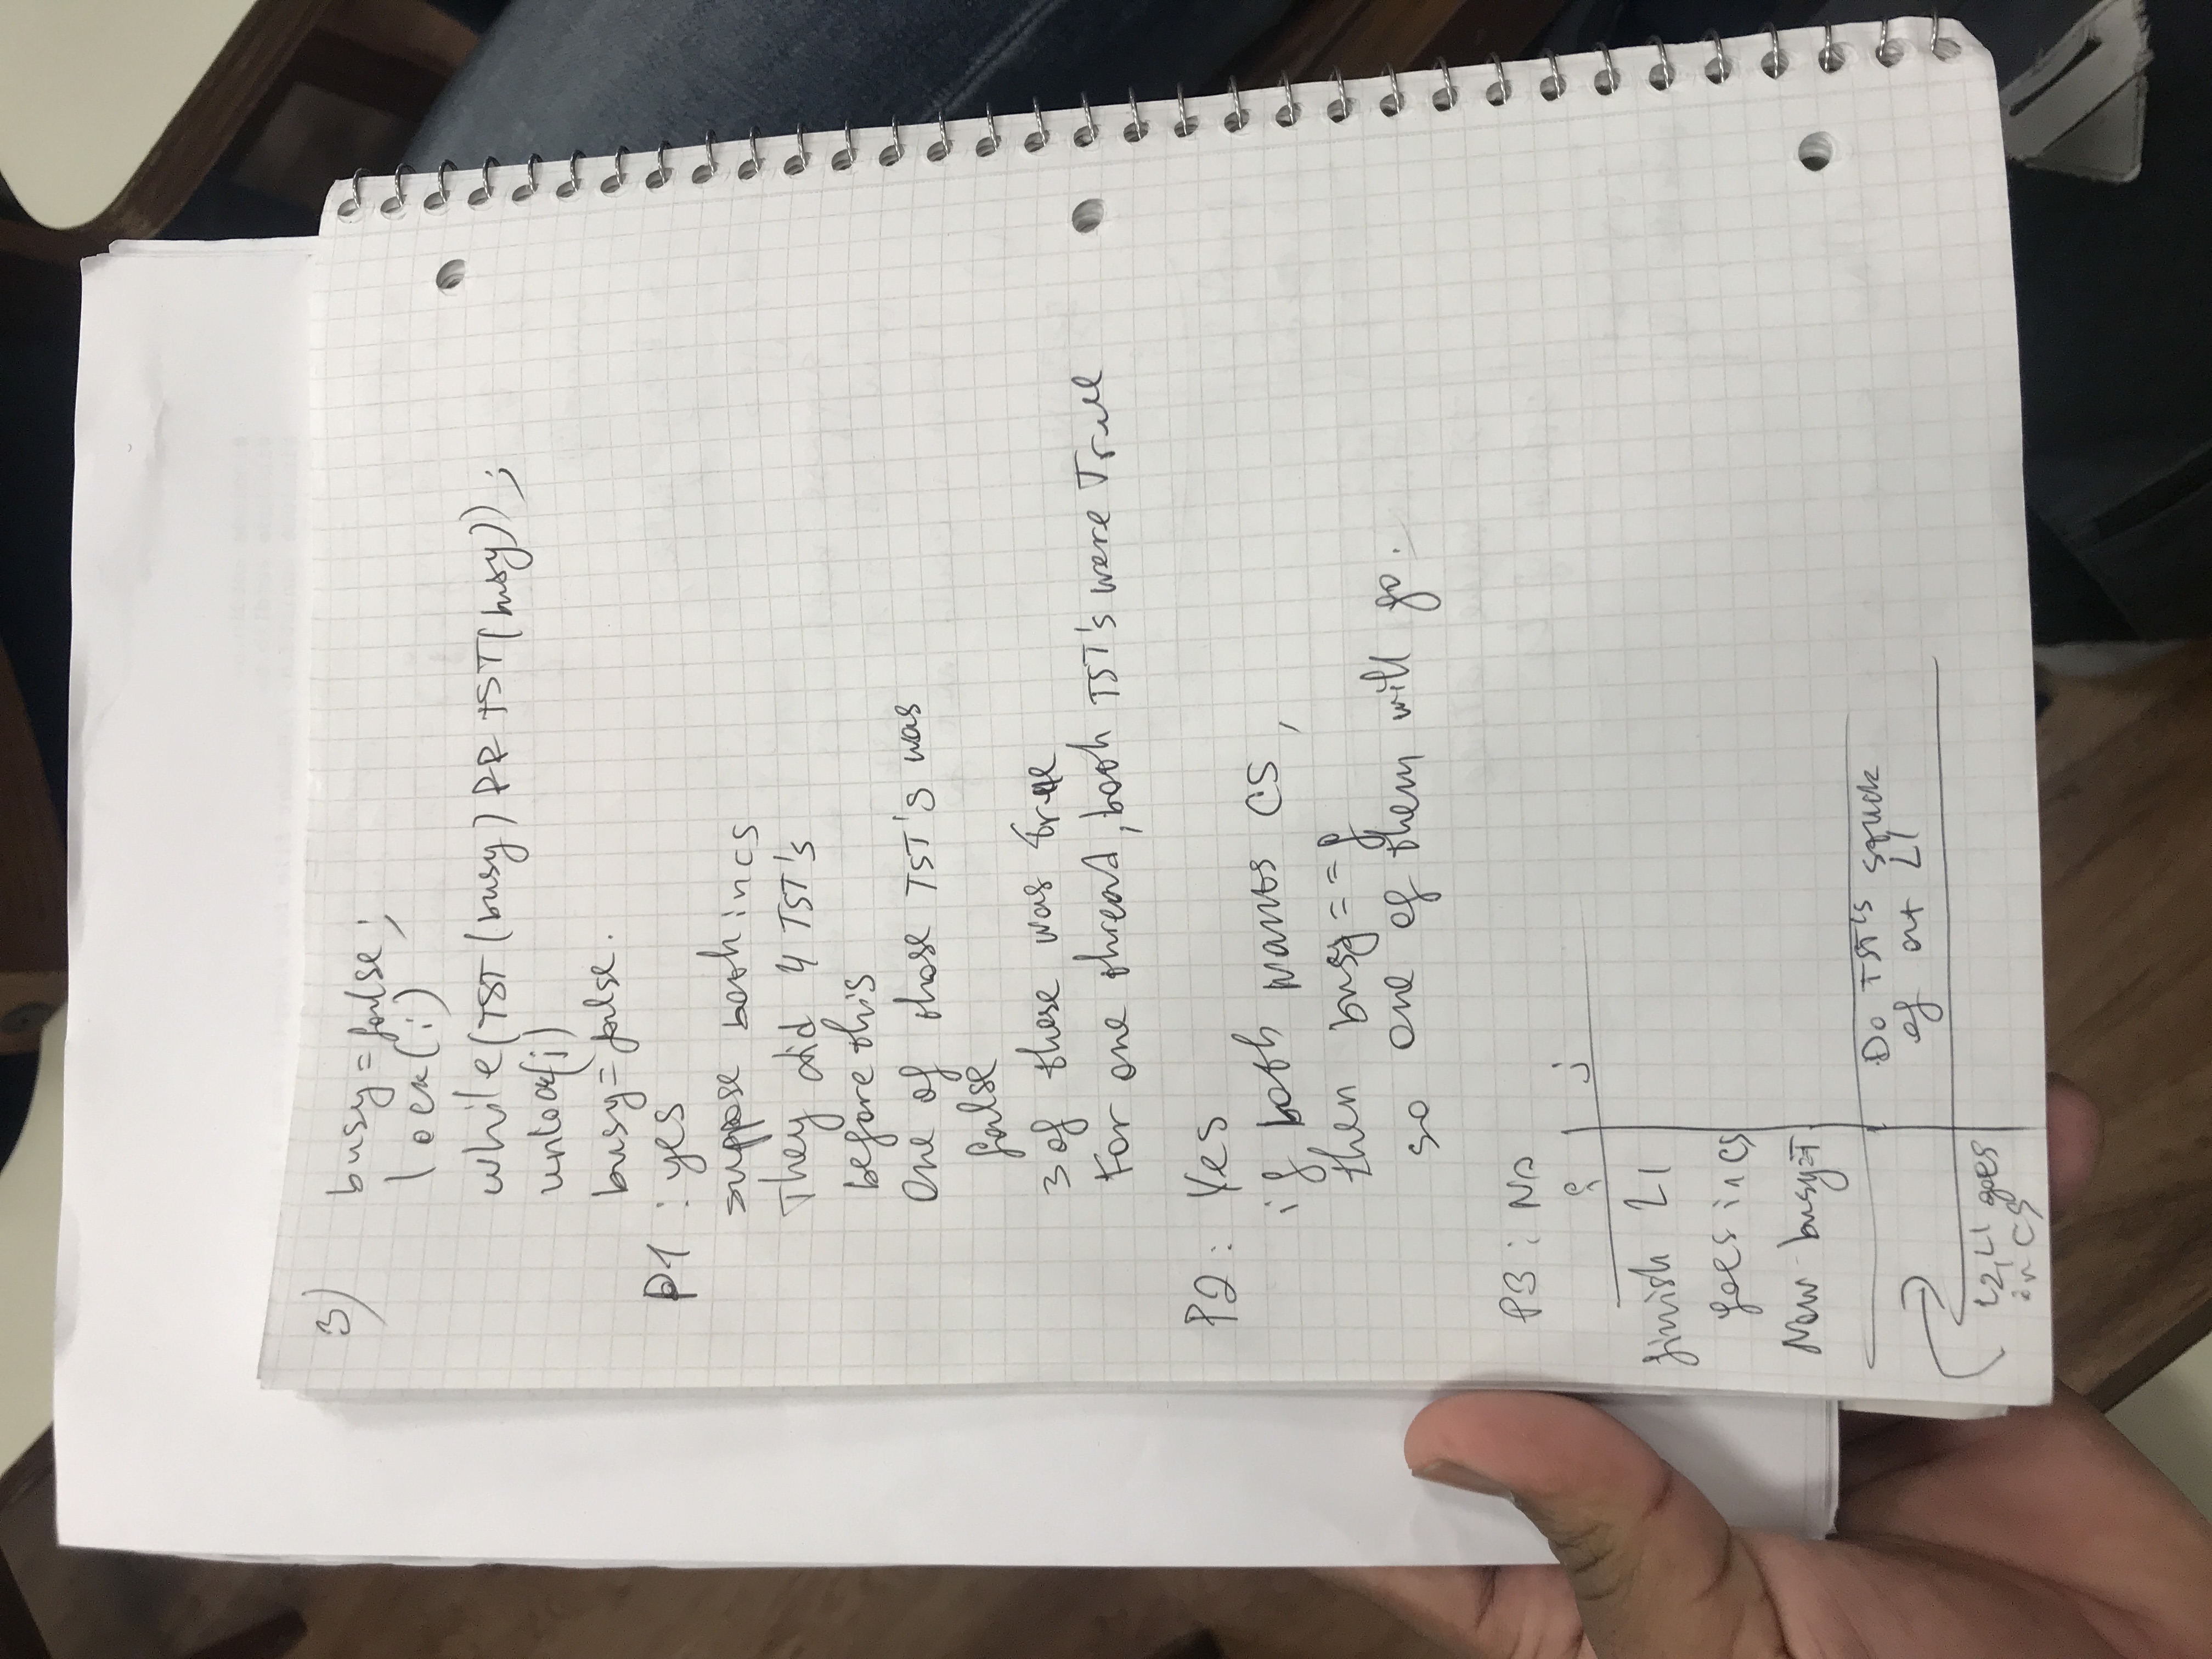 3)
busy=false;
lock(i)
while(TST(busy) && TST(busy));
unlock(i)
busy=false.
P1 : yes
suppose both in cs
They did 4 TST's
before this
One of those TST's was
false
3 of these was true
For one thread, both TST's were True
P2: Yes
if both wants CS,
then busy==f
so one of them will go.
P3: No
i j
finish L1
goes in CS
Now busy=T
Do TST's stuck
of at L1
L2, L1 goes
in CS